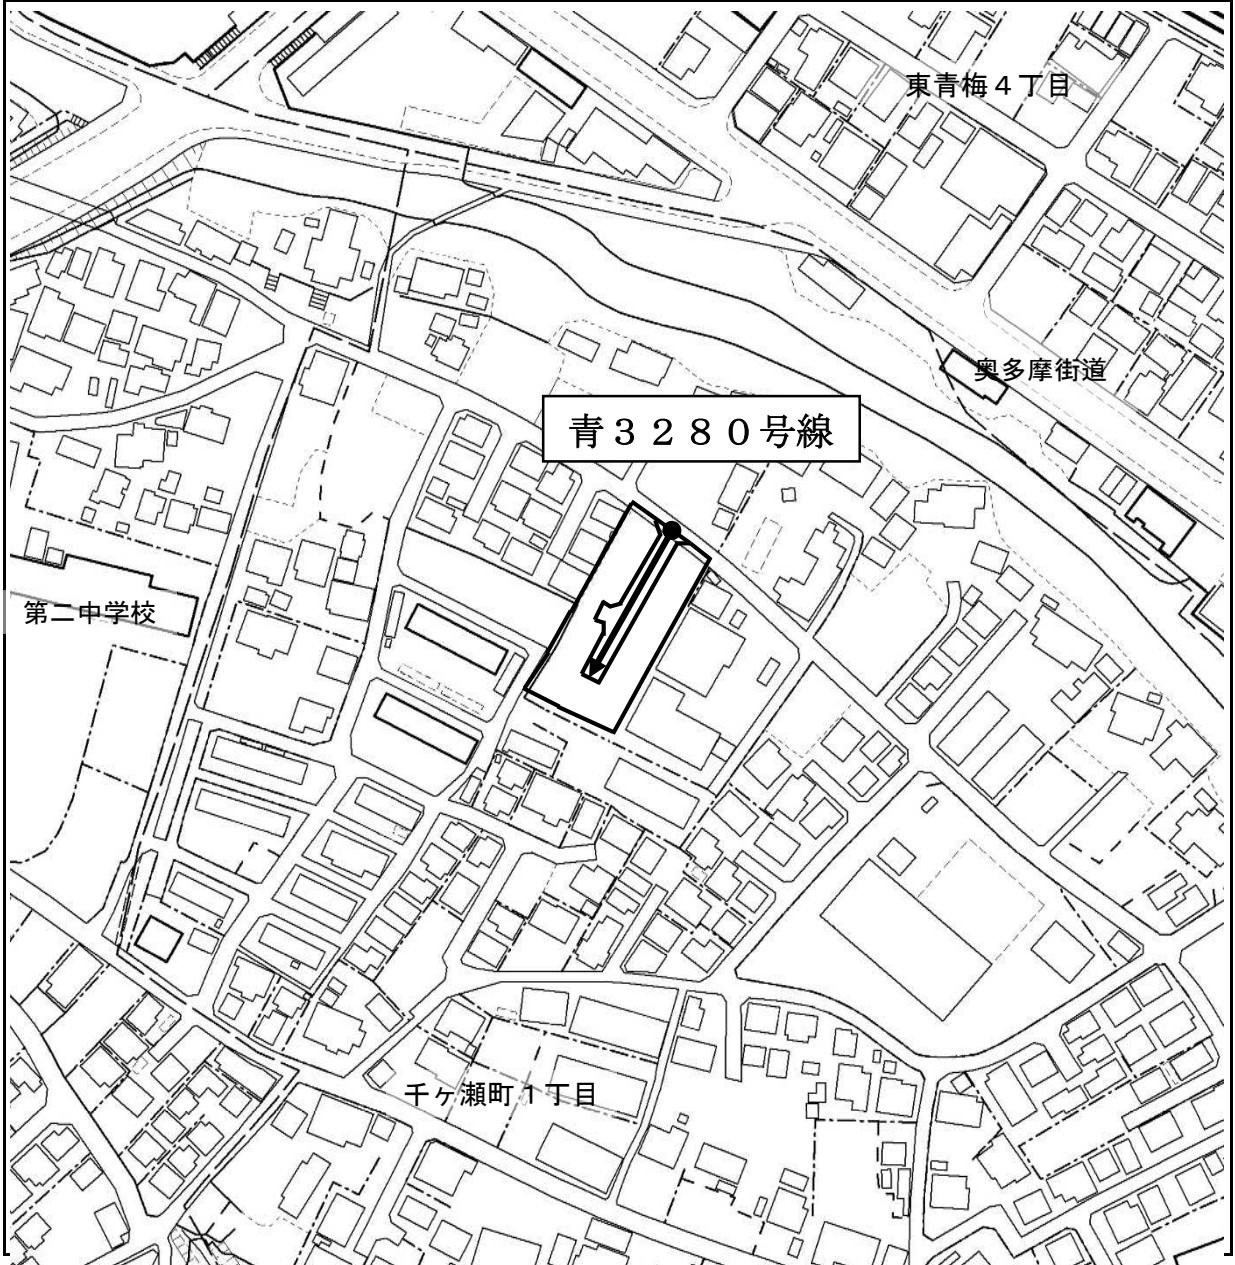 東青梅４丁目
奥多摩街道
青３２８０号線
第二中学校
千ヶ瀬町１丁目